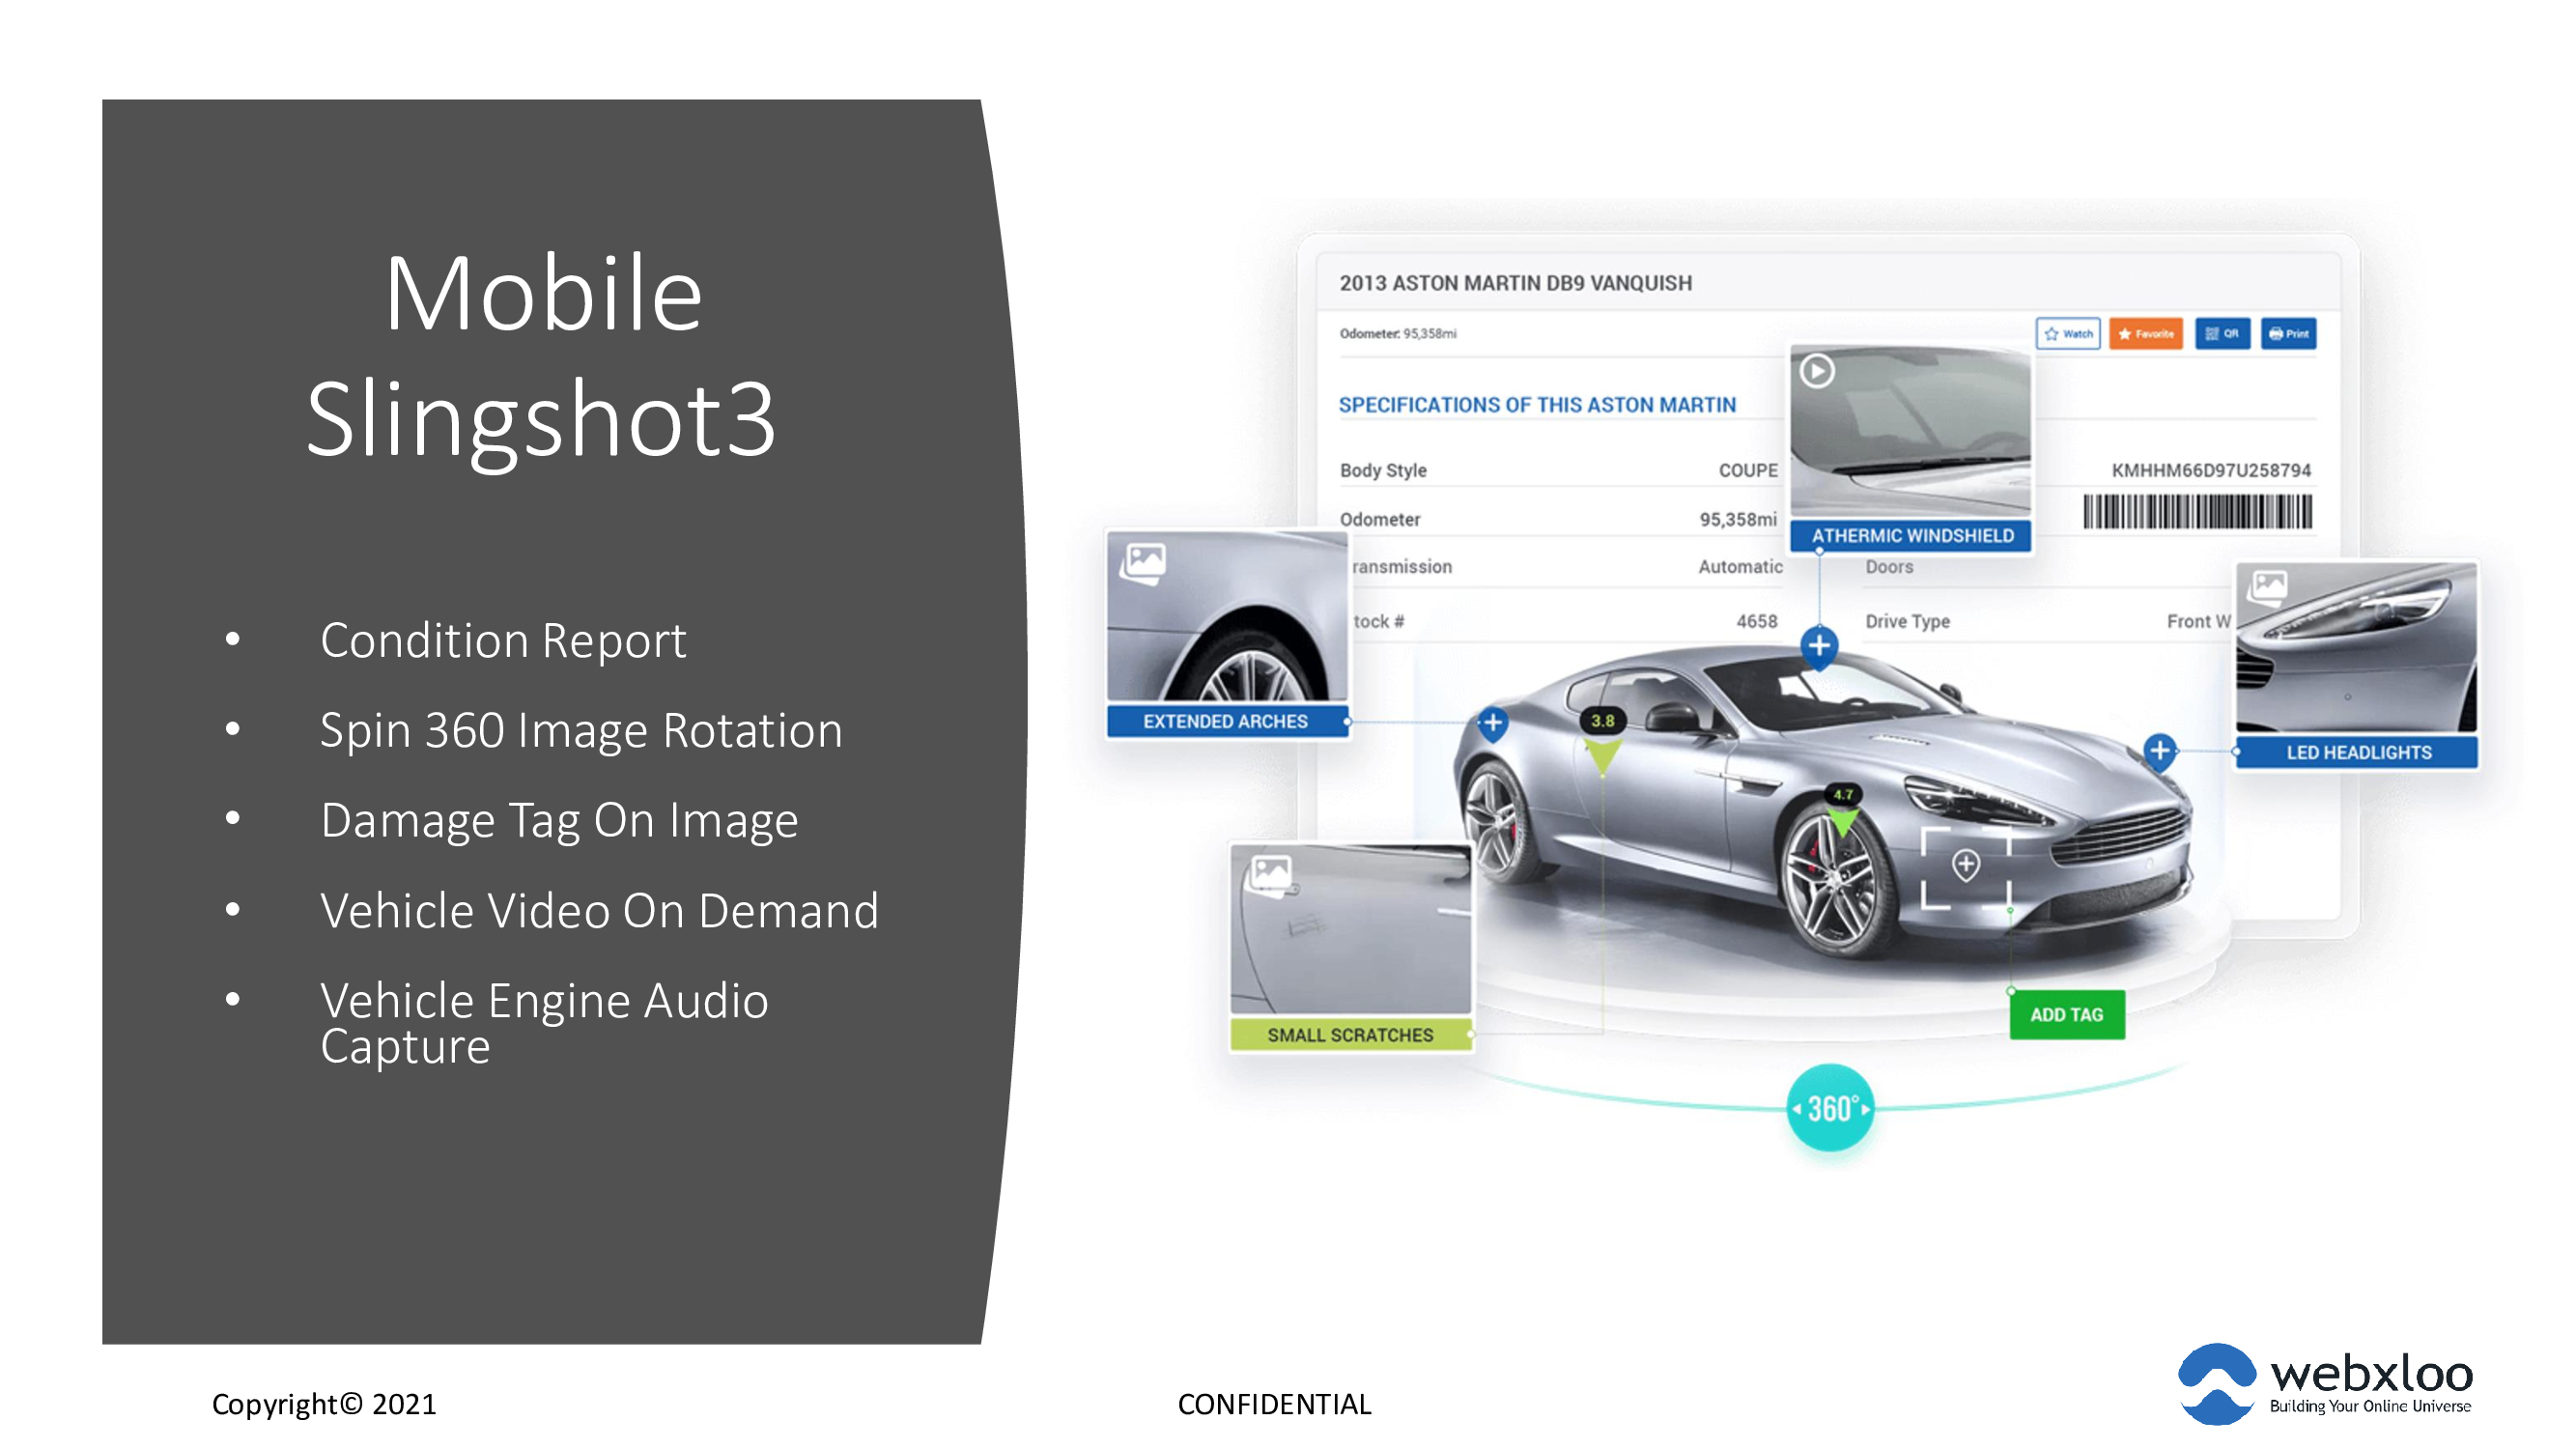 Mobile
Slingshot3
• Condition Report
• Spin 360 Image Rotation
• Damage Tag On Image
• Vehicle Video On Demand
• Vehicle Engine Audio
Capture
2013 ASTON MARTIN DB9 VANQUISH
Odometer: 95,358mi
Watch
Favorite
QR
Print
SPECIFICATIONS OF THIS ASTON MARTIN
Body Style COUPE KMHHM66D97U258794
Odometer 95,358mi
ATHERMIC WINDSHIELD
ransmission Automatic Doors
tock # 4658 Drive Type Front W
EXTENDED ARCHES
3.8
LED HEADLIGHTS
4.7
SMALL SCRATCHES
ADD TAG
360°
Copyright© 2021
CONFIDENTIAL
webxloo
Building Your Online Universe